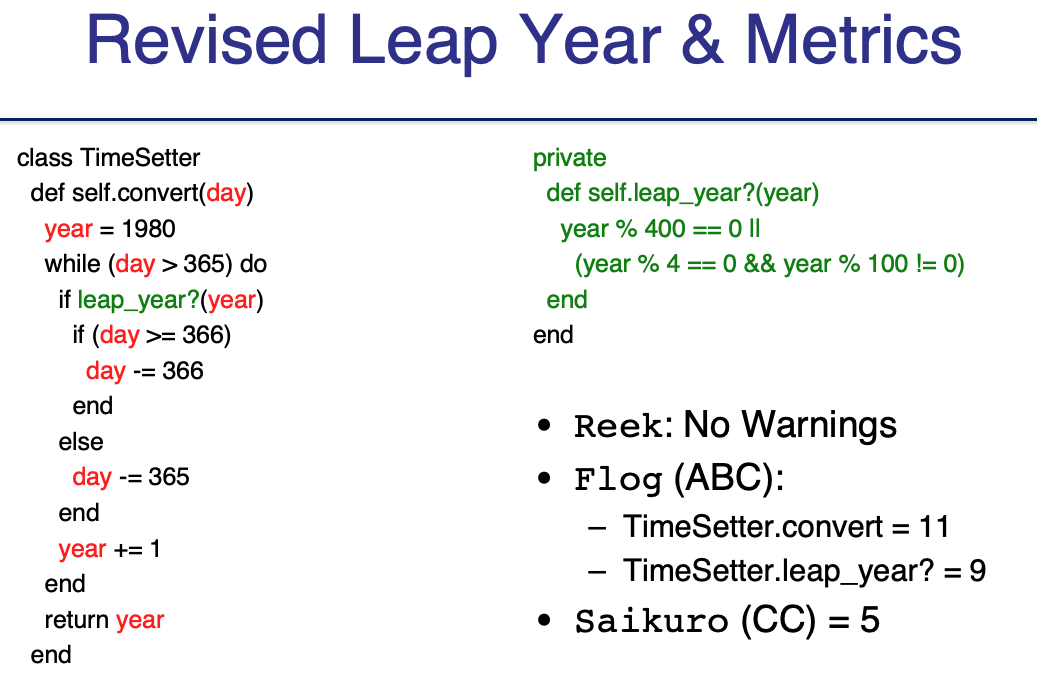 Revised Leap Year & Metrics
class TimeSetter
def self.convert(day)
year = 1980
while (day > 365) do
if leap_year?(year)
if (day >= 366)
day -= 366
end
else
day -= 365
end
year += 1
end
return year
end
private
def self.leap_year?(year)
year % 400 == 0 ||
(year % 4 == 0 && year % 100 != 0)
end
end
• Reek: No Warnings
• Flog (ABC):
– TimeSetter.convert = 11
– TimeSetter.leap_year? = 9
• Saikuro (CC) = 5